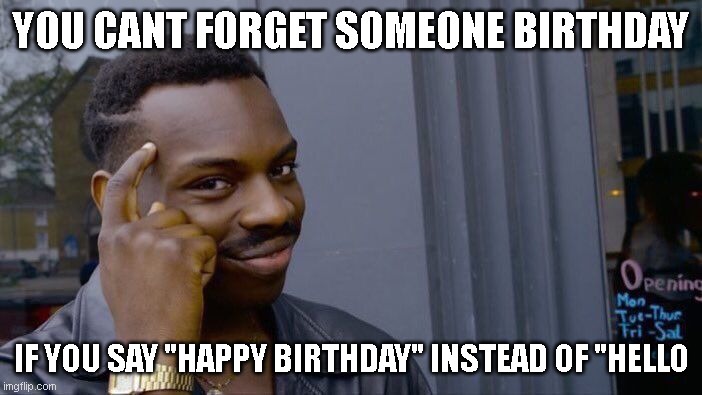 YOU CANT FORGET SOMEONE BIRTHDAY
Opening
Mon
Tue-Thur
Fri-Sat
IF YOU SAY "HAPPY BIRTHDAY" INSTEAD OF "HELLO
imgflip.com